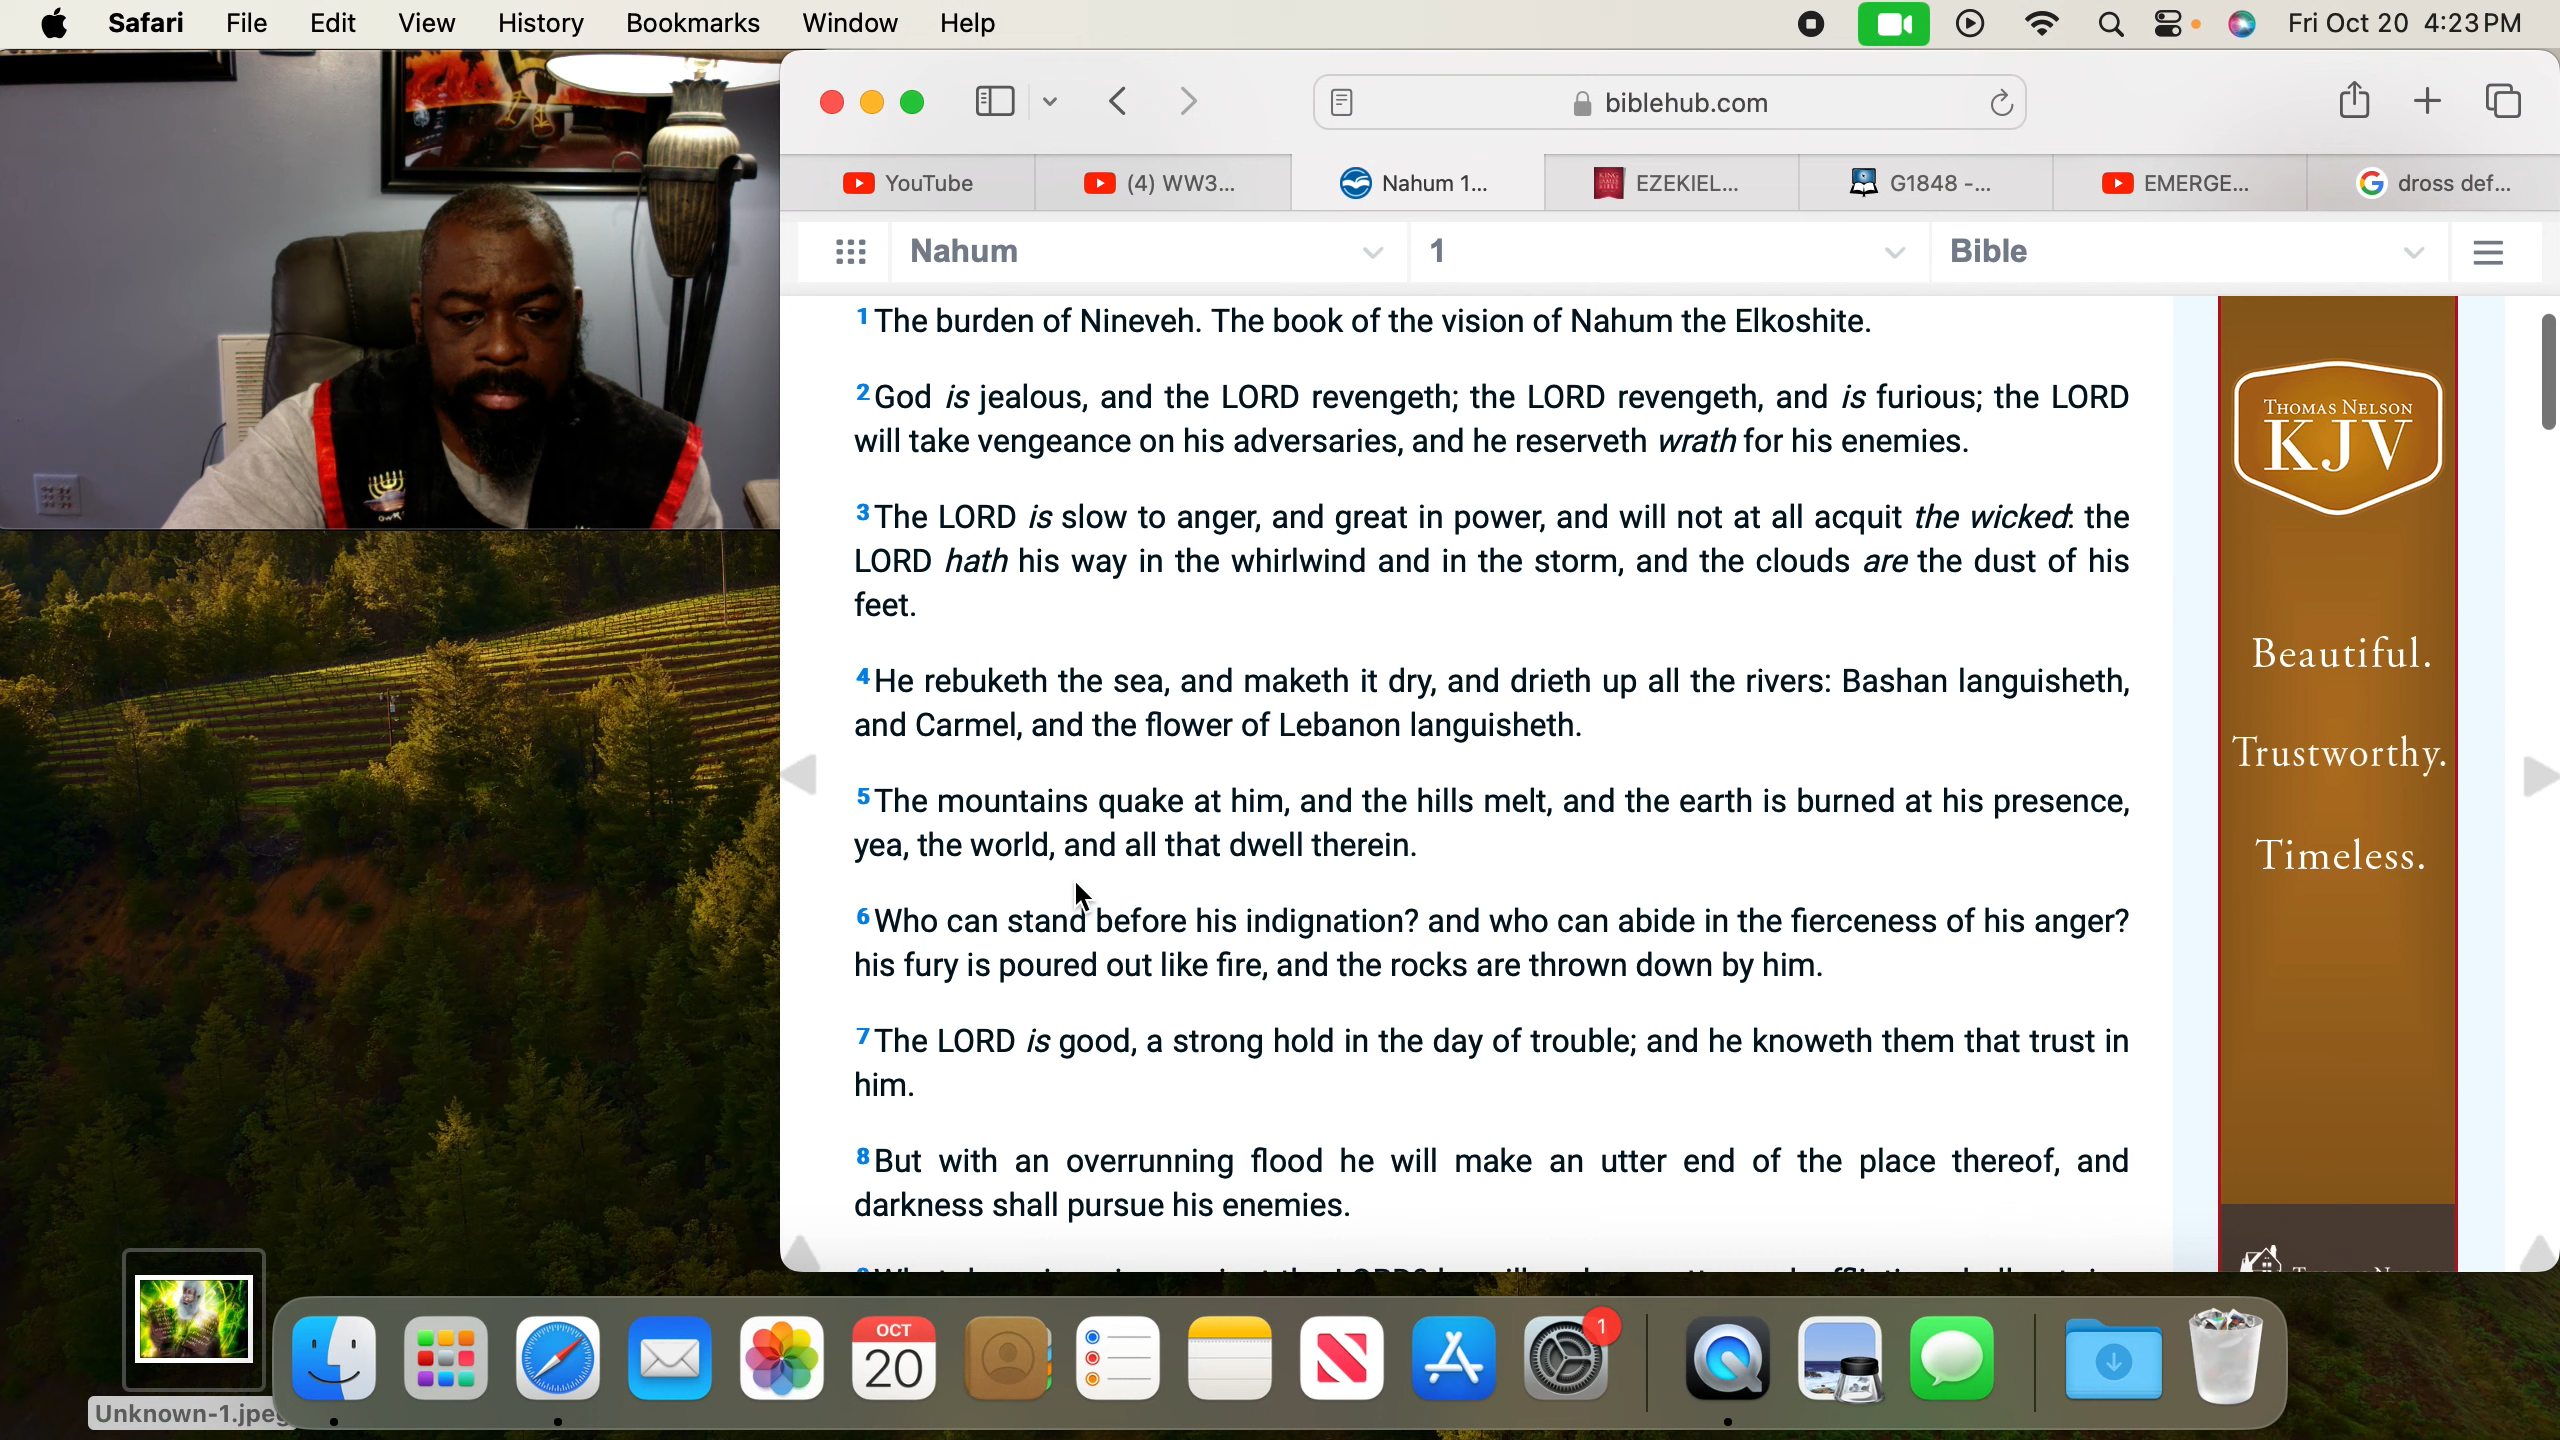 Safari File Edit View History Bookmarks Window Help Fri Oct 20 4:23 PM
biblehub.com
YouTube (4) WW3... Nahum 1... EZEKIEL... G1848 -... EMERGE... dross def...
Nahum 1 Bible
1 The burden of Nineveh. The book of the vision of Nahum the Elkoshite.
2 God is jealous, and the LORD revengeth; the LORD revengeth, and is furious; the LORD
will take vengeance on his adversaries, and he reserveth wrath for his enemies.
3 The LORD is slow to anger, and great in power, and will not at all acquit the wicked: the
LORD hath his way in the whirlwind and in the storm, and the clouds are the dust of his
feet.
4 He rebuketh the sea, and maketh it dry, and drieth up all the rivers: Bashan languisheth,
and Carmel, and the flower of Lebanon languisheth.
5 The mountains quake at him, and the hills melt, and the earth is burned at his presence,
yea, the world, and all that dwell therein.
6 Who can stand before his indignation? and who can abide in the fierceness of his anger?
his fury is poured out like fire, and the rocks are thrown down by him.
7 The LORD is good, a strong hold in the day of trouble; and he knoweth them that trust in
him.
8 But with an overrunning flood he will make an utter end of the place thereof, and
darkness shall pursue his enemies.
THOMAS NELSON
KJV
Beautiful.
Trustworthy.
Timeless.
OCT
20
1
Unknown-1.jpeg